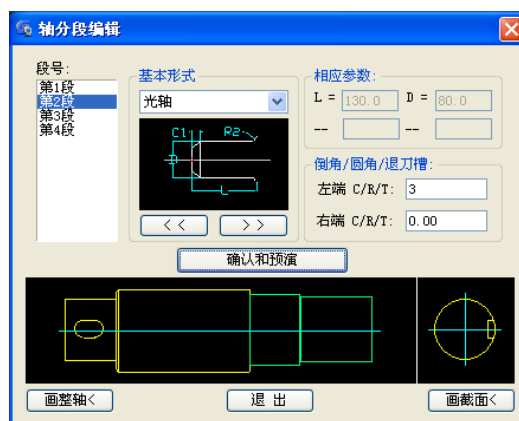 轴分段编辑
段号:
第1段
第2段
第3段
第4段
基本形式
光轴
C1 R2
D
L
<< >>
相应参数:
L = 130.0 D = 80.0
-- --
倒角/圆角/退刀槽:
左端 C/R/T: 3
右端 C/R/T: 0.00
确认和预演
画整轴< 退 出 画截面<